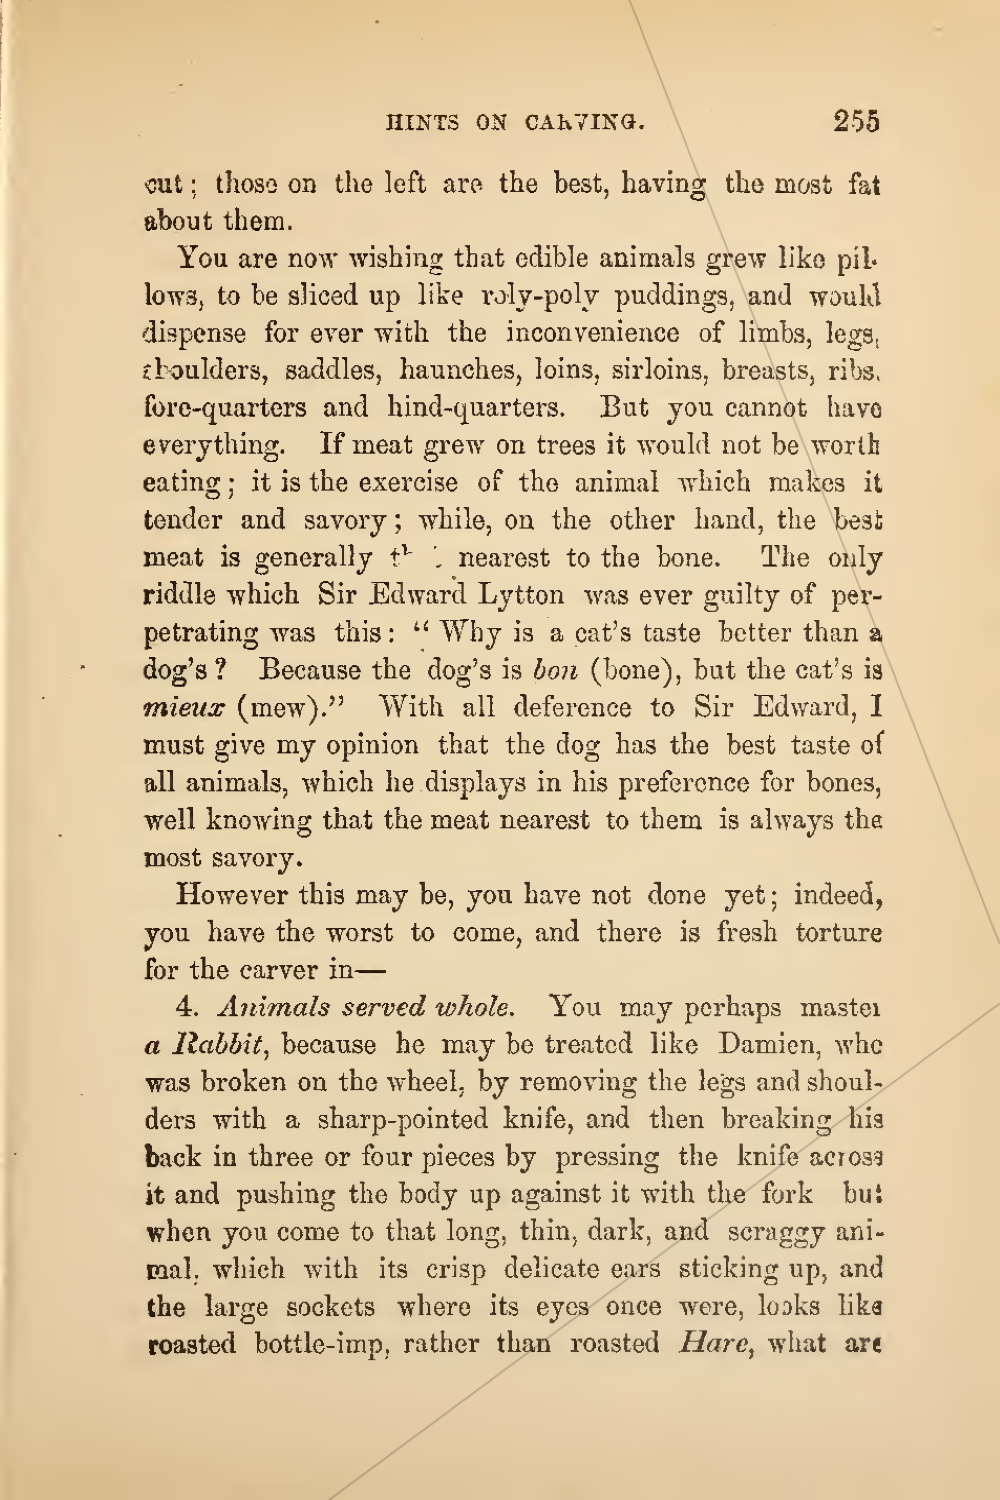 HINTS ON CARVING. 255
cut; those on the left are the best, having the most fat
about them.
You are now wishing that edible animals grew like pil-
lows, to be sliced up like roly-poly puddings, and would
dispense for ever with the inconvenience of limbs, legs,
shoulders, saddles, haunches, loins, sirloins, breasts, ribs,
fore-quarters and hind-quarters. But you cannot have
everything. If meat grew on trees it would not be worth
eating; it is the exercise of the animal which makes it
tender and savory; while, on the other hand, the best
meat is generally nearest to the bone. The only
riddle which Sir Edward Lytton was ever guilty of per-
petrating was this: “Why is a cat’s taste better than a
dog’s? Because the dog’s is bon (bone), but the cat’s is
mieux (mew).” With all deference to Sir Edward, I
must give my opinion that the dog has the best taste of
all animals, which he displays in his preference for bones,
well knowing that the meat nearest to them is always the
most savory.
However this may be, you have not done yet; indeed,
you have the worst to come, and there is fresh torture
for the carver in—
4. Animals served whole. You may perhaps master
a Rabbit, because he may be treated like Damien, who
was broken on the wheel, by removing the legs and shoul-
ders with a sharp-pointed knife, and then breaking his
back in three or four pieces by pressing the knife across
it and pushing the body up against it with the fork but
when you come to that long, thin, dark, and scraggy ani-
mal, which with its crisp delicate ears sticking up, and
the large sockets where its eyes once were, looks like
roasted bottle-imp, rather than roasted Hare, what are